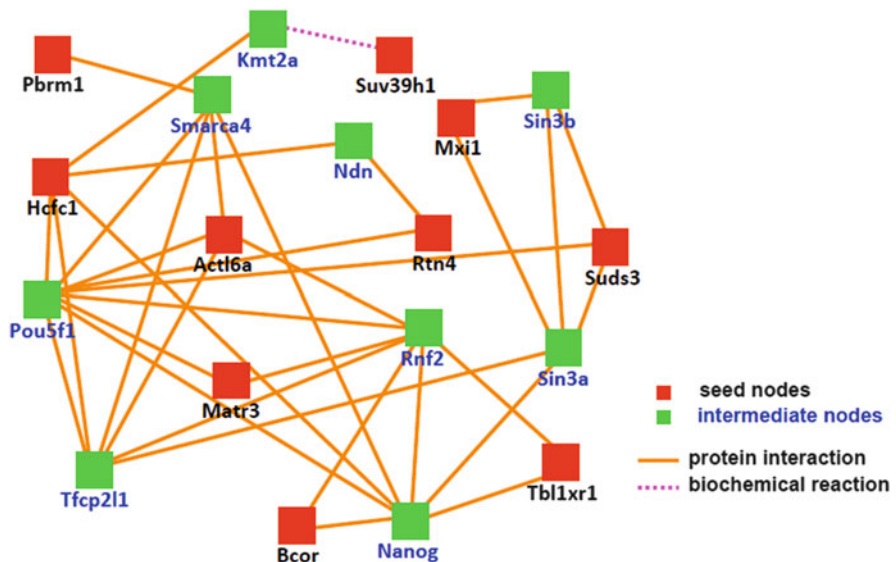 Kmt2a
Pbrm1
Suv39h1
Smarca4
Sin3b
Mxi1
Ndn
Hcfc1
Actl6a
Rtn4
Suds3
Pou5f1
Rnf2
Sin3a
Matr3
seed nodes
intermediate nodes
protein interaction
biochemical reaction
Tfcp2l1
Tbl1xr1
Bcor
Nanog